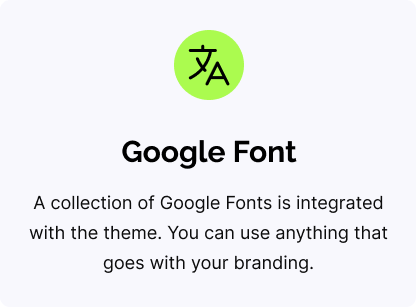 Google Font
A collection of Google Fonts is integrated
with the theme. You can use anything that
goes with your branding.